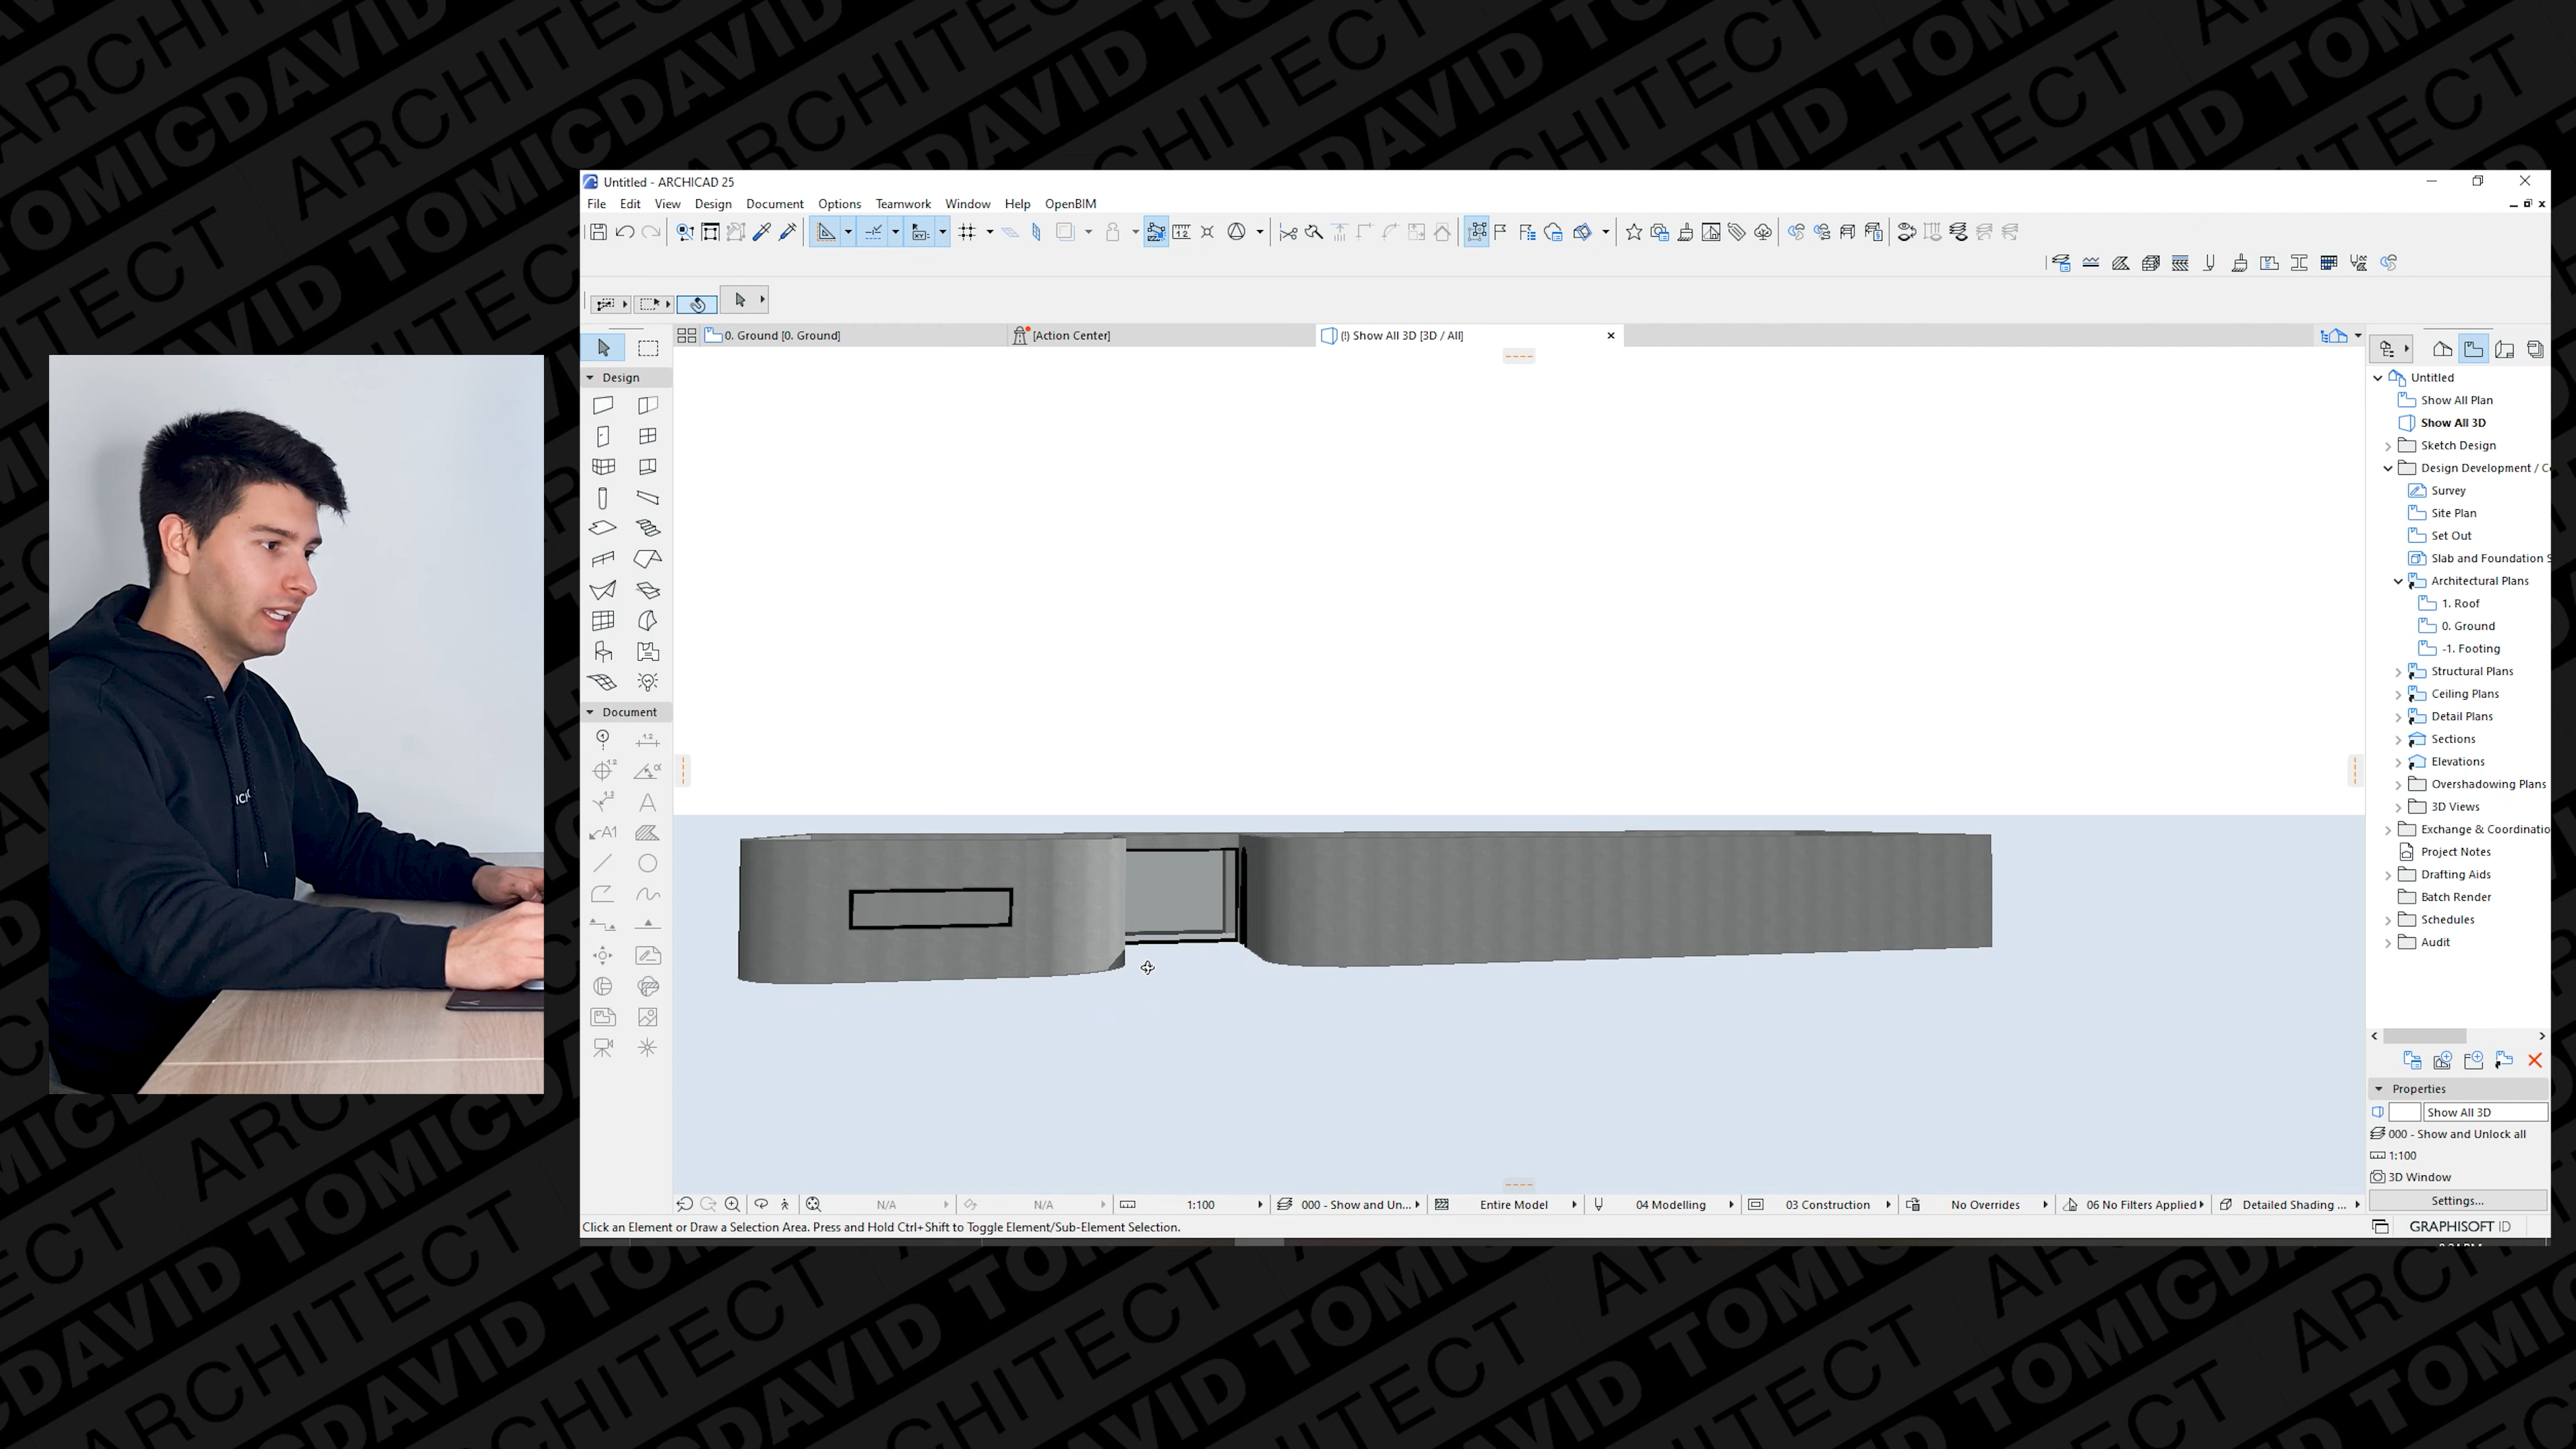 DAVID TOMIC ARCHITECT
Untitled - ARCHICAD 25
File Edit View Design Document Options Teamwork Window Help OpenBIM
0. Ground [0. Ground]
[Action Center]
(!) Show All 3D [3D / All]
Design
Document
Untitled
Show All Plan
Show All 3D
Sketch Design
Design Development / C
Survey
Site Plan
Set Out
Slab and Foundation S
Architectural Plans
1. Roof
0. Ground
-1. Footing
Structural Plans
Ceiling Plans
Detail Plans
Sections
Elevations
Overshadowing Plans
3D Views
Exchange & Coordinatio
Project Notes
Drafting Aids
Batch Render
Schedules
Audit
Properties
Show All 3D
000 - Show and Unlock all
1:100
3D Window
Settings...
N/A
N/A
1:100
000 - Show and Un...
Entire Model
04 Modelling
03 Construction
No Overrides
06 No Filters Applied
Detailed Shading ...
Click an Element or Draw a Selection Area. Press and Hold Ctrl+Shift to Toggle Element/Sub-Element Selection.
GRAPHISOFT ID